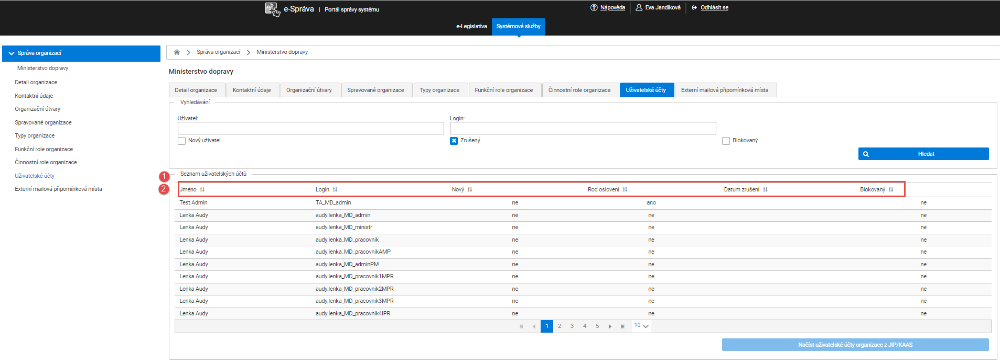 e-Správa | Portál správy systému
Nápověda Eva Jandíková Odhlásit se
e-Legislativa Systémové služby
Správa organizací
Ministerstvo dopravy
Detail organizace
Kontaktní údaje
Organizační útvary
Spravované organizace
Typy organizace
Funkční role organizace
Činnostní role organizace
Uživatelské účty
Externí mailová připomínková místa
Správa organizací Ministerstvo dopravy
Ministerstvo dopravy
Detail organizace Kontaktní údaje Organizační útvary Spravované organizace Typy organizace Funkční role organizace Činnostní role organizace Uživatelské účty Externí mailová připomínková místa
Vyhledávání
Uživatel: Login:
Nový uživatel Zrušený Blokovaný
Hledat
1 Seznam uživatelských účtů
2 Jméno Login Nový Rod oslovení Datum zrušení Blokovaný
Test Admin TA_MD_admin ne ano ne
Lenka Audy audy.lenka_MD_admin ne ne ne
Lenka Audy audy.lenka_MD_ministr ne ne ne
Lenka Audy audy.lenka_MD_pracovnik ne ne ne
Lenka Audy audy.lenka_MD_pracovnikAMP ne ne ne
Lenka Audy audy.lenka_MD_adminPM ne ne ne
Lenka Audy audy.lenka_MD_pracovnik1MPR ne ne ne
Lenka Audy audy.lenka_MD_pracovnik2MPR ne ne ne
Lenka Audy audy.lenka_MD_pracovnik3MPR ne ne ne
Lenka Audy audy.lenka_MD_pracovnik4IPR ne ne ne
1 2 3 4 5 10
Načíst uživatelské účty organizace z JIP/KAAS